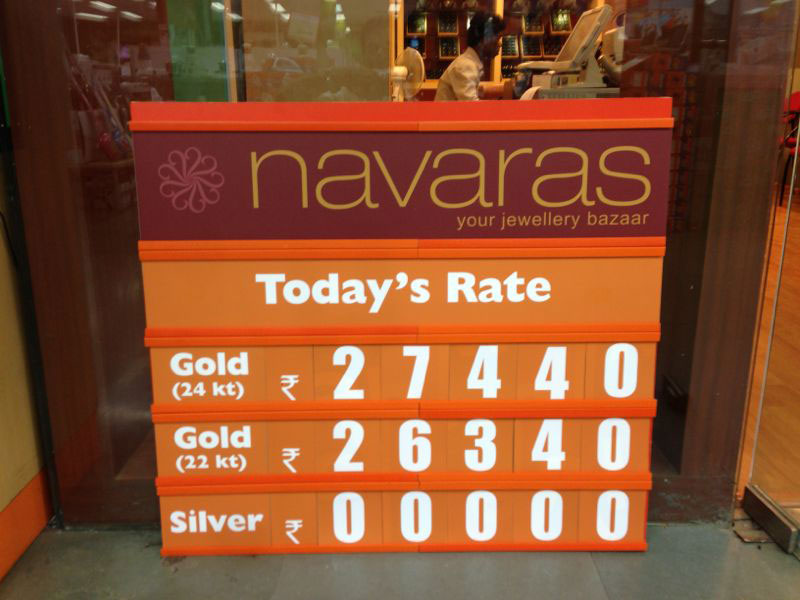 navaras
your jewellery bazaar
Today's Rate
Gold (24 kt) ₹ 27440
Gold (22 kt) ₹ 26340
Silver ₹ 00000